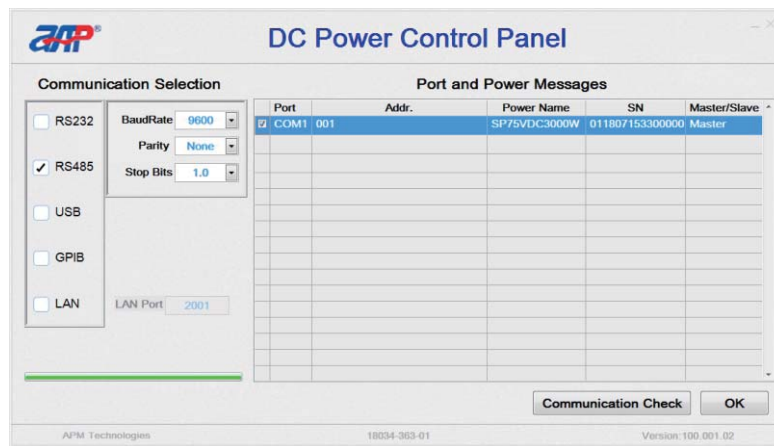 APM®
DC Power Control Panel
Communication Selection
Port and Power Messages
RS232
BaudRate 9600
Parity None
RS485
Stop Bits 1.0
USB
GPIB
LAN
LAN Port 2001
Port Addr. Power Name SN Master/Slave
COM1 001 SP75VDC3000W 011807153300000 Master
Communication Check
OK
APM Technologies
18034-363-01
Version:100.001.02